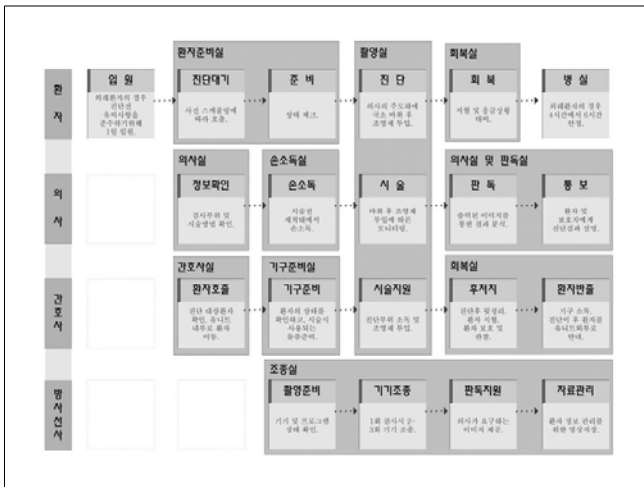 환자준비실
촬영실
회복실
환자
입 원
외래환자의 경우
진단전
유의사항을
준수하기위해
1일 입원.
진단대기
사전 스케쥴링에
따라 호출.
준 비
상태 체크.
진 단
의사의 주도하에
국소 마취 후
조영제 투입.
회 복
지혈 및 응급상황
대비.
병 실
외래환자의 경우
4시간에서 6시간
안정.
의사실
손소독실
의사실 및 판독실
의사
정보확인
검사부위 및
시술방법 확인.
손소독
시술전
세척대에서
손소독.
시 술
마취 후 조영제
투입에 따른
모니터링.
판 독
출력된 이미지를
통한 결과 분석.
통 보
환자 및
보호자에게
진단결과 설명.
간호사실
기구준비실
회복실
간호사
환자호출
진단 대상환자
확인. 유니트
내부로 환자
이동.
기구준비
환자의 상태를
확인하고, 시술시
사용되는
물품준비.
시술지원
진단부위 소독 및
조영제 투입.
후처치
진단후 뒷정리.
환자 지혈.
환자 보호 및
관찰.
환자반출
기구 소독.
진단이 후 환자를
유니트외부로
안내.
조종실
방사선사
촬영준비
기기 및 프로그램
상태 확인.
기기조종
1회 검사시 2-
3회 기기 조종.
판독지원
의사가 요구하는
이미지 제공.
자료관리
환자 정보 관리를
위한 영상저장.